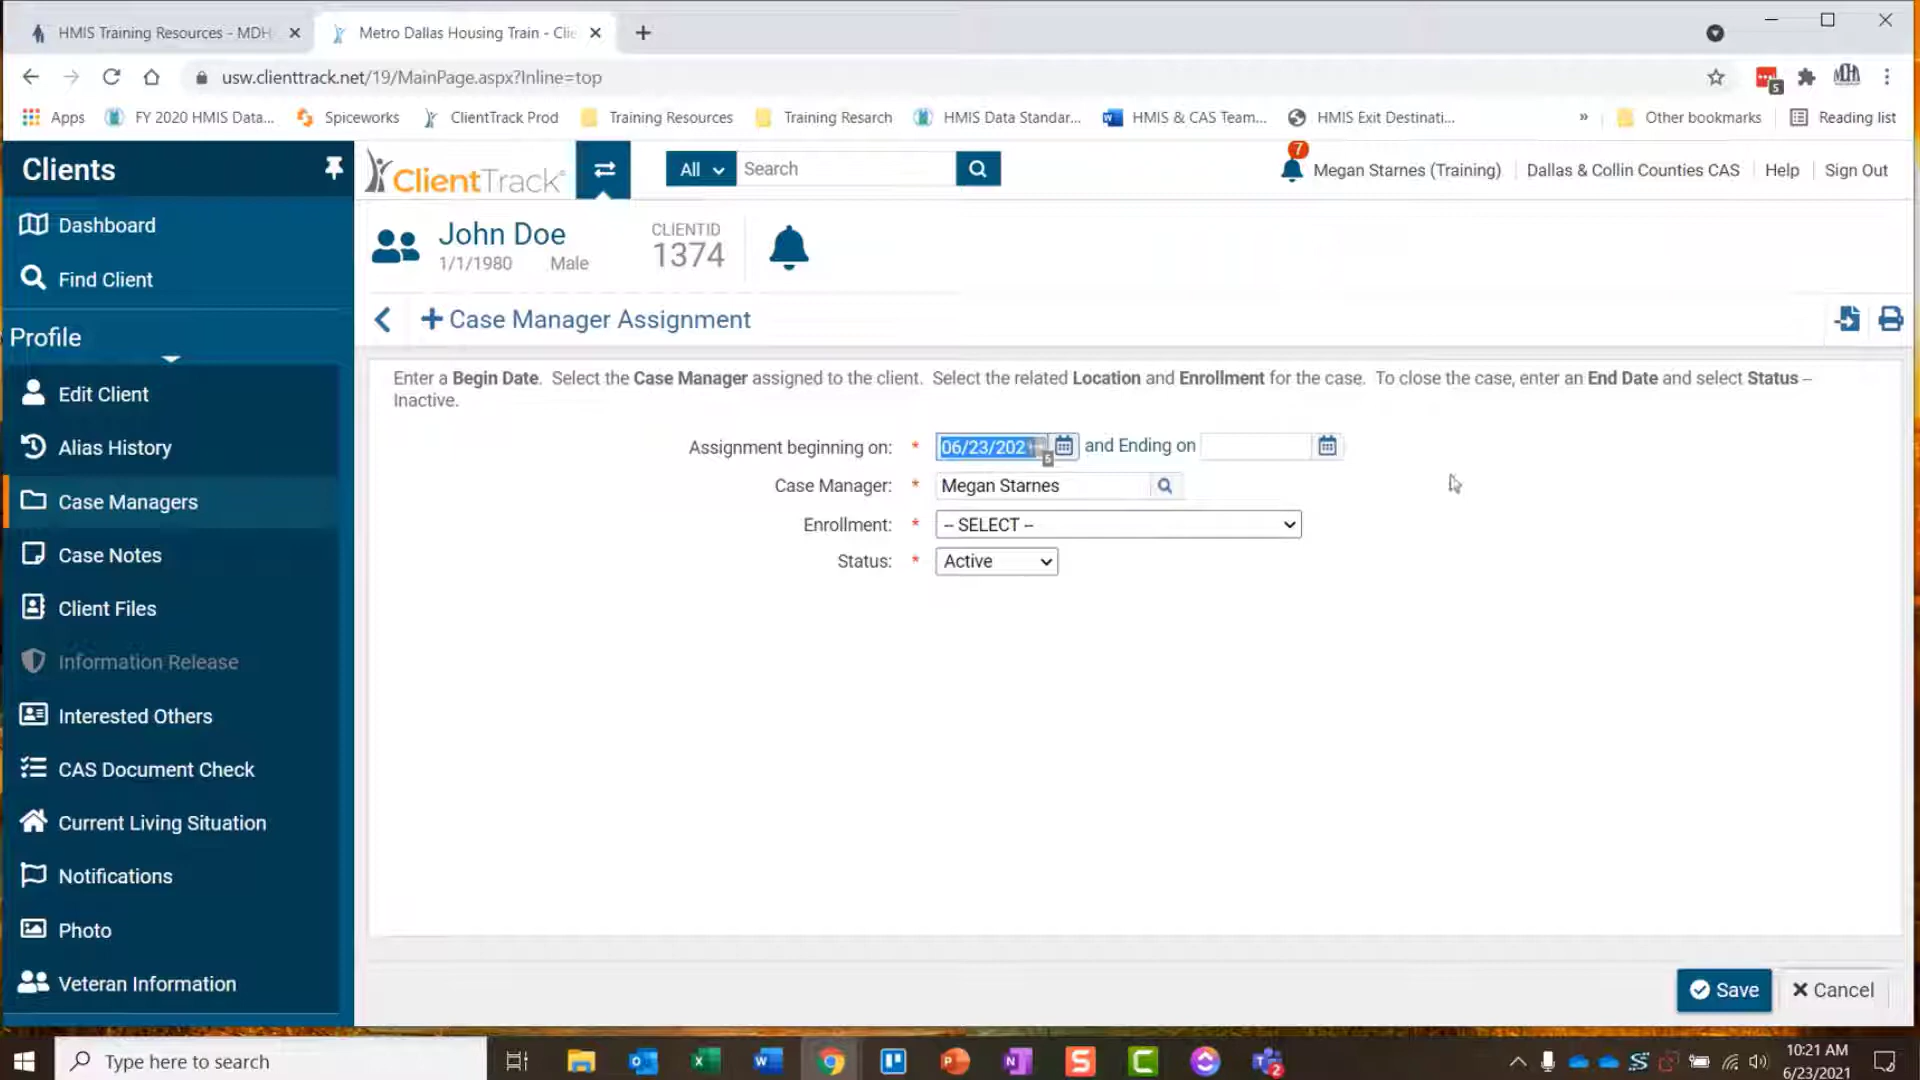 HMIS Training Resources - MDH
Metro Dallas Housing Train - Clie
usw.clienttrack.net/19/MainPage.aspx?Inline=top
5
Apps
FY 2020 HMIS Data...
Spiceworks
ClientTrack Prod
Training Resources
Training Resarch
HMIS Data Standar...
HMIS & CAS Team...
HMIS Exit Destinati...
»
Other bookmarks
Reading list
Clients
ClientTrack
All
Search
7
Megan Starnes (Training)
Dallas & Collin Counties CAS
Help
Sign Out
Dashboard
Find Client
Profile
Edit Client
Alias History
Case Managers
Case Notes
Client Files
Information Release
Interested Others
CAS Document Check
Current Living Situation
Notifications
Photo
Veteran Information
John Doe
1/1/1980 Male
CLIENTID
1374
Case Manager Assignment
Enter a Begin Date. Select the Case Manager assigned to the client. Select the related Location and Enrollment for the case. To close the case, enter an End Date and select Status –
Inactive.
Assignment beginning on: * 06/23/202 and Ending on
5
Case Manager: * Megan Starnes
Enrollment: * -- SELECT --
Status: * Active
Save
Cancel
Type here to search
2
10:21 AM
6/23/2021